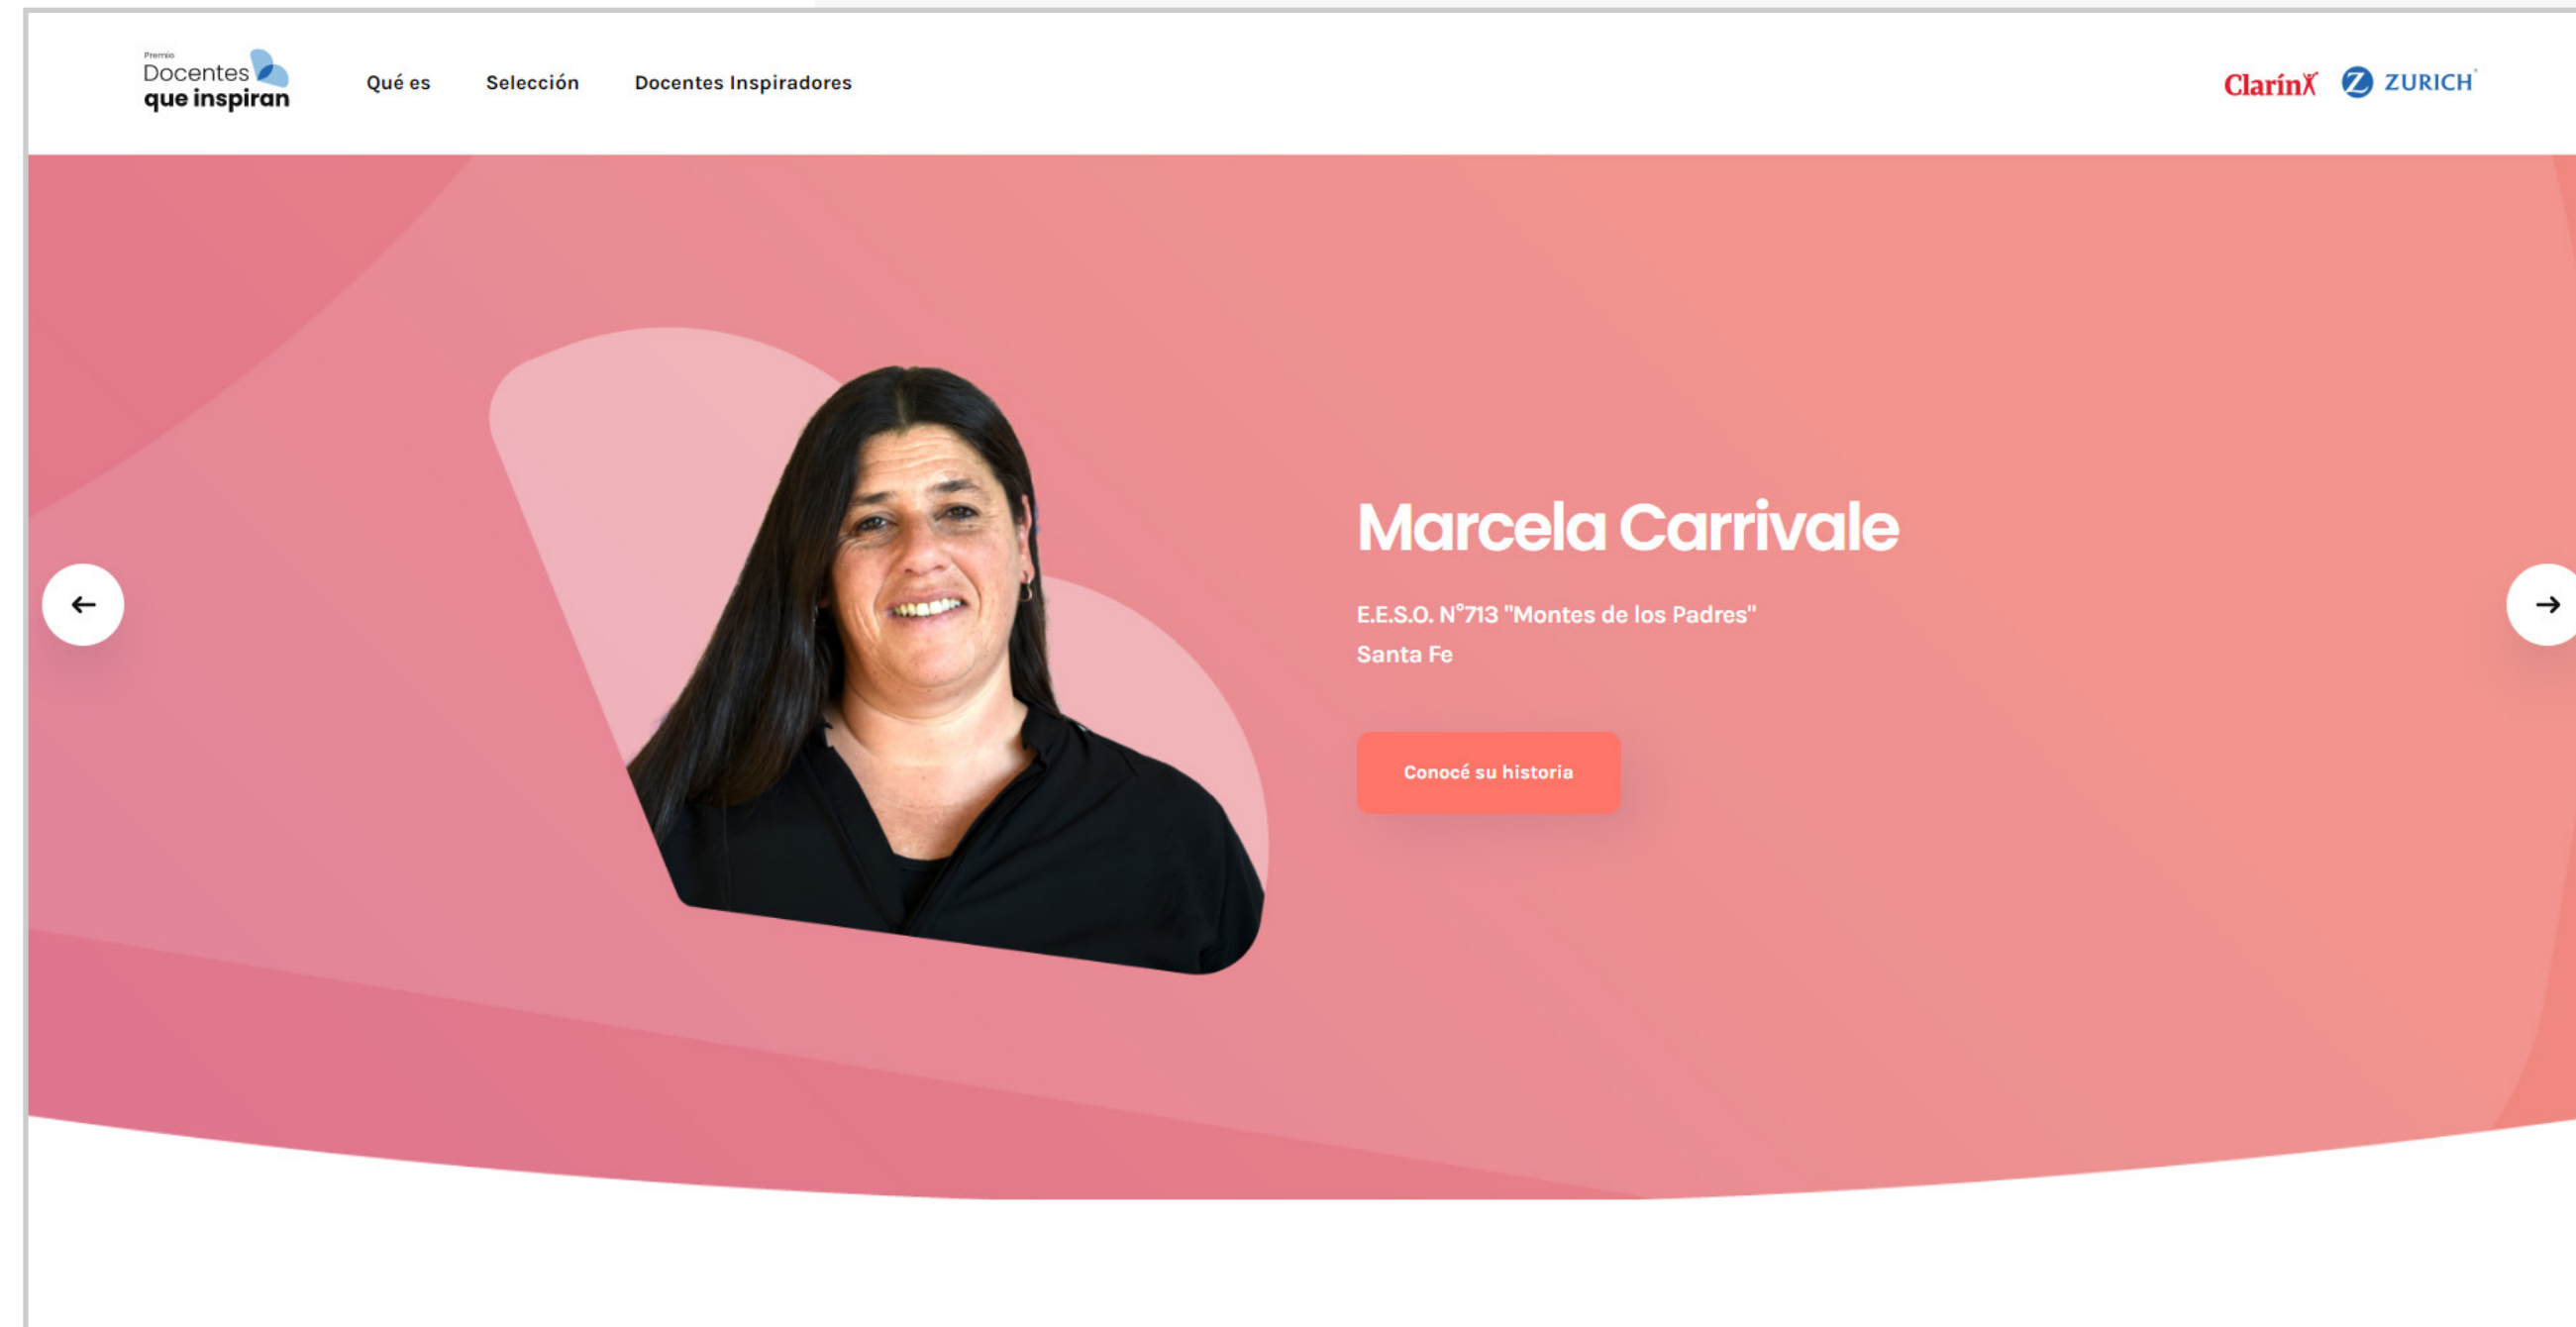 Premio
Docentes
que inspiran
Qué es
Selección
Docentes Inspiradores
Clarín
ZURICH
Marcela Carrivale
E.E.S.O. N°713 "Montes de los Padres"
Santa Fe
Conocé su historia